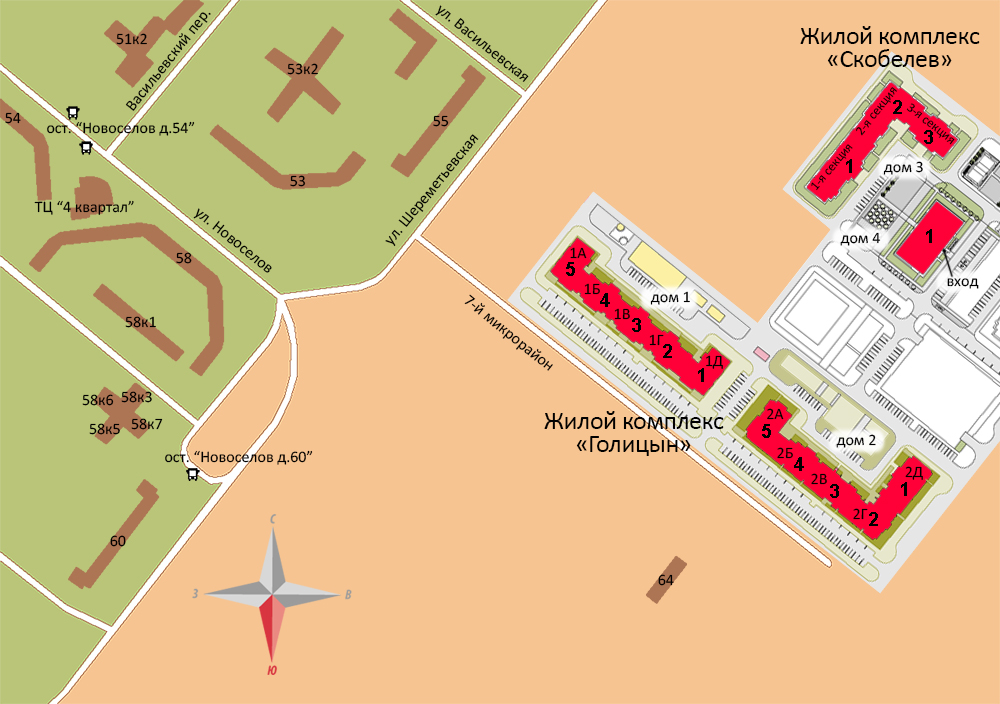 Жилой комплекс
«Скобелев»
ул. Васильевская
Васильевский пер.
51к2
53к2
54
ост. “Новоселов д.54”
55
53
ТЦ “4 квартал”
ул. Новоселов
ул. Шереметьевская
58
58к1
58к6
58к3
58к5
58к7
ост. “Новоселов д.60”
60
7-й микрорайон
2-я секция
2
3-я секция
3
1-я секция
1
дом 3
дом 4
1
вход
1А
5
1Б
4
1В
3
1Г
2
1Д
1
дом 1
Жилой комплекс
«Голицын»
2А
5
2Б
4
2В
3
2Г
2
2Д
1
дом 2
64
С
З
В
Ю